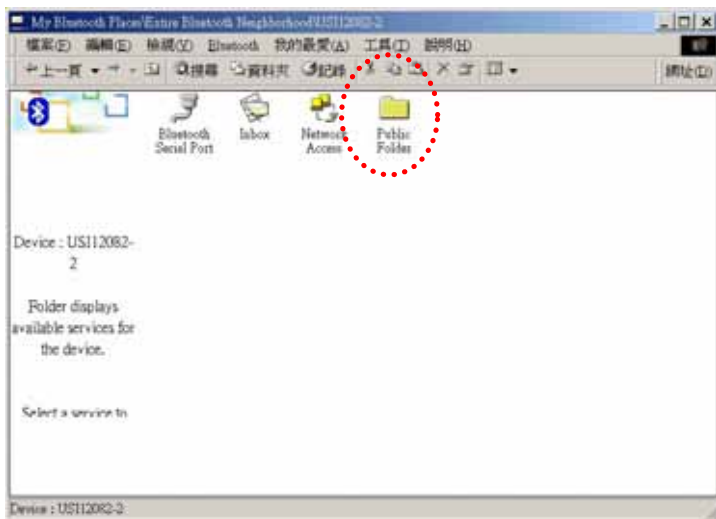 My Bluetooth Places\Entire Bluetooth Neighborhood\USI12082-2
檔案(F) 編輯(E) 檢視(V) Bluetooth 我的最愛(A) 工具(T) 說明(H)
上一頁 搜尋 資料夾 記錄 網址(D)
Bluetooth Serial Port
Inbox
Network Access
Public Folder
Device : USI12082-
2
Folder displays
available services for
the device.
Select a service to
Device : USI12082-2